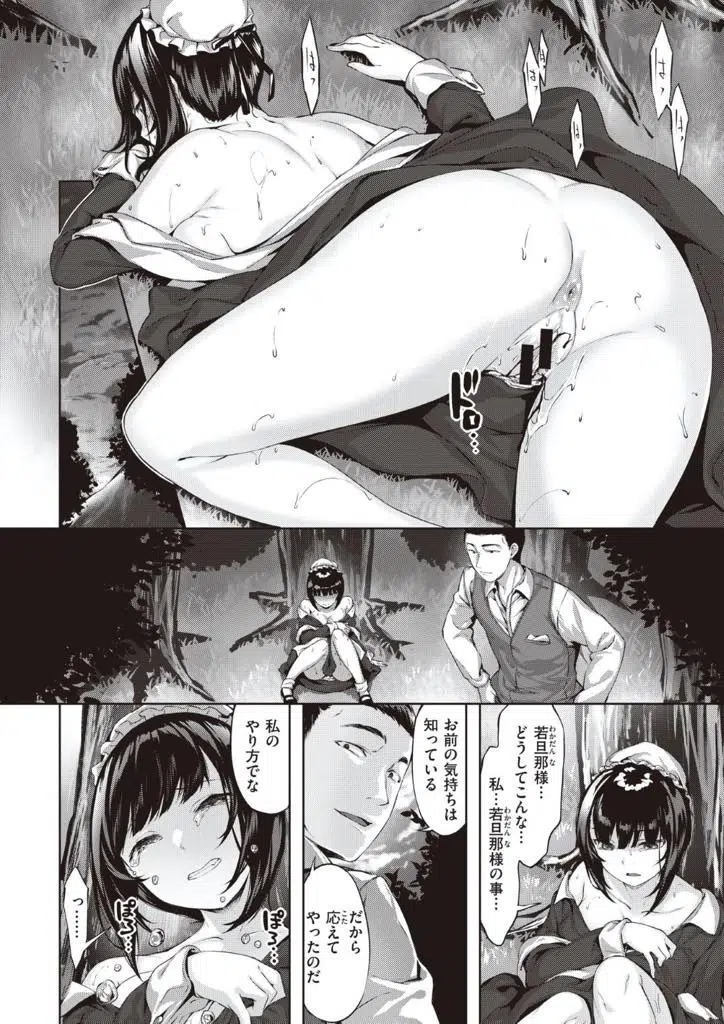 はっ
はっ
はっ
はっ
はっ
ドロ…
若旦那様…
どうしてこんな…
私…若旦那様の事…
お前の気持ちは
知っている
だから
応えて
やったのだ
私の
やり方でな
っ……
ぽろ…
ぽろ…